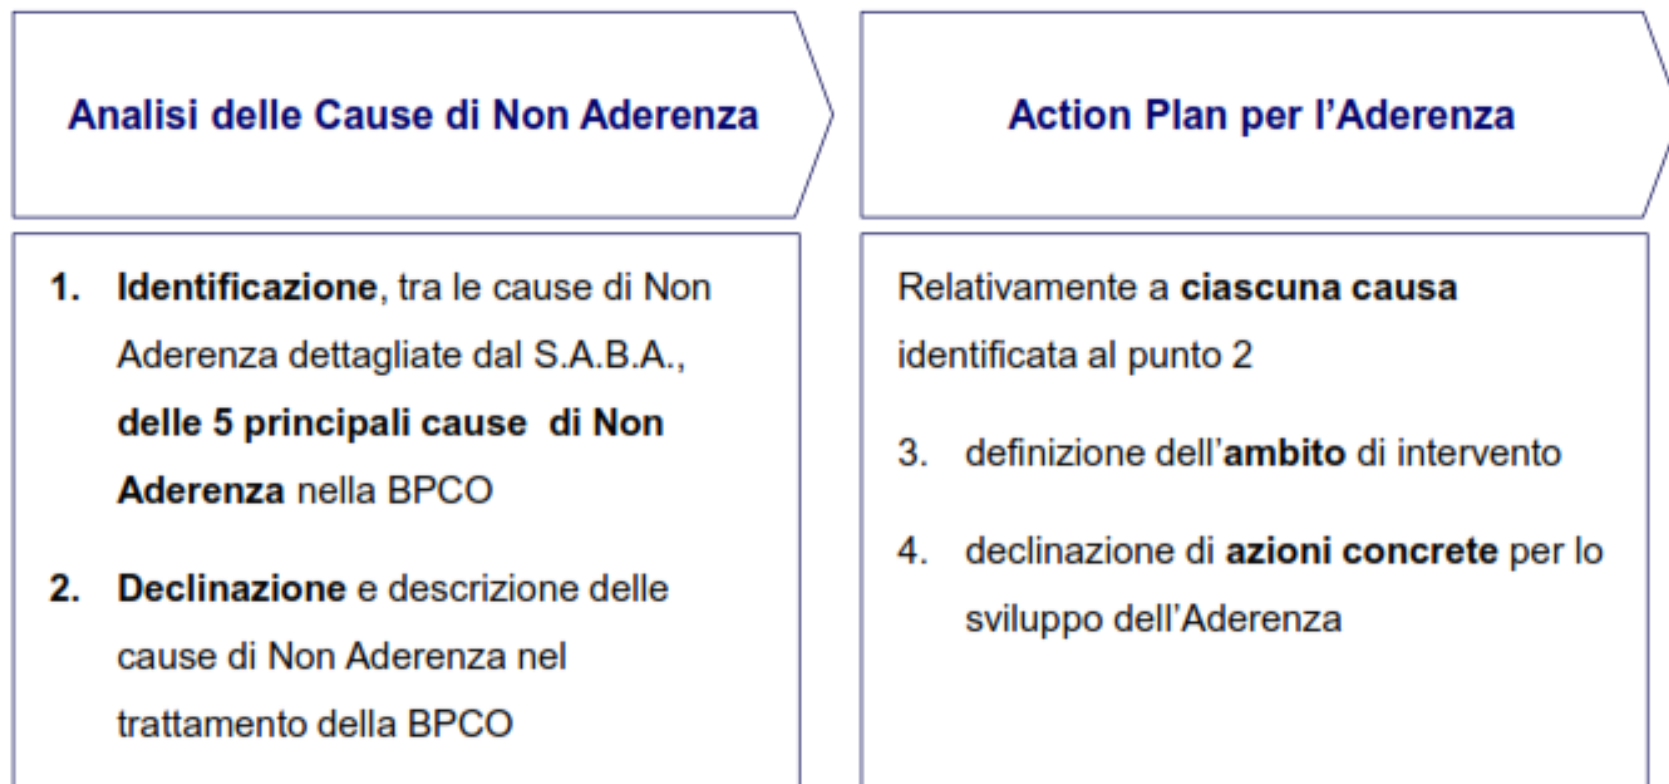 Analisi delle Cause di Non Aderenza
1. Identificazione, tra le cause di Non
Aderenza dettagliate dal S.A.B.A.,
delle 5 principali cause  di Non
Aderenza nella BPCO
2. Declinazione e descrizione delle
cause di Non Aderenza nel
trattamento della BPCO
Action Plan per l’Aderenza
Relativamente a ciascuna causa
identificata al punto 2
3. definizione dell’ambito di intervento
4. declinazione di azioni concrete per lo
sviluppo dell’Aderenza